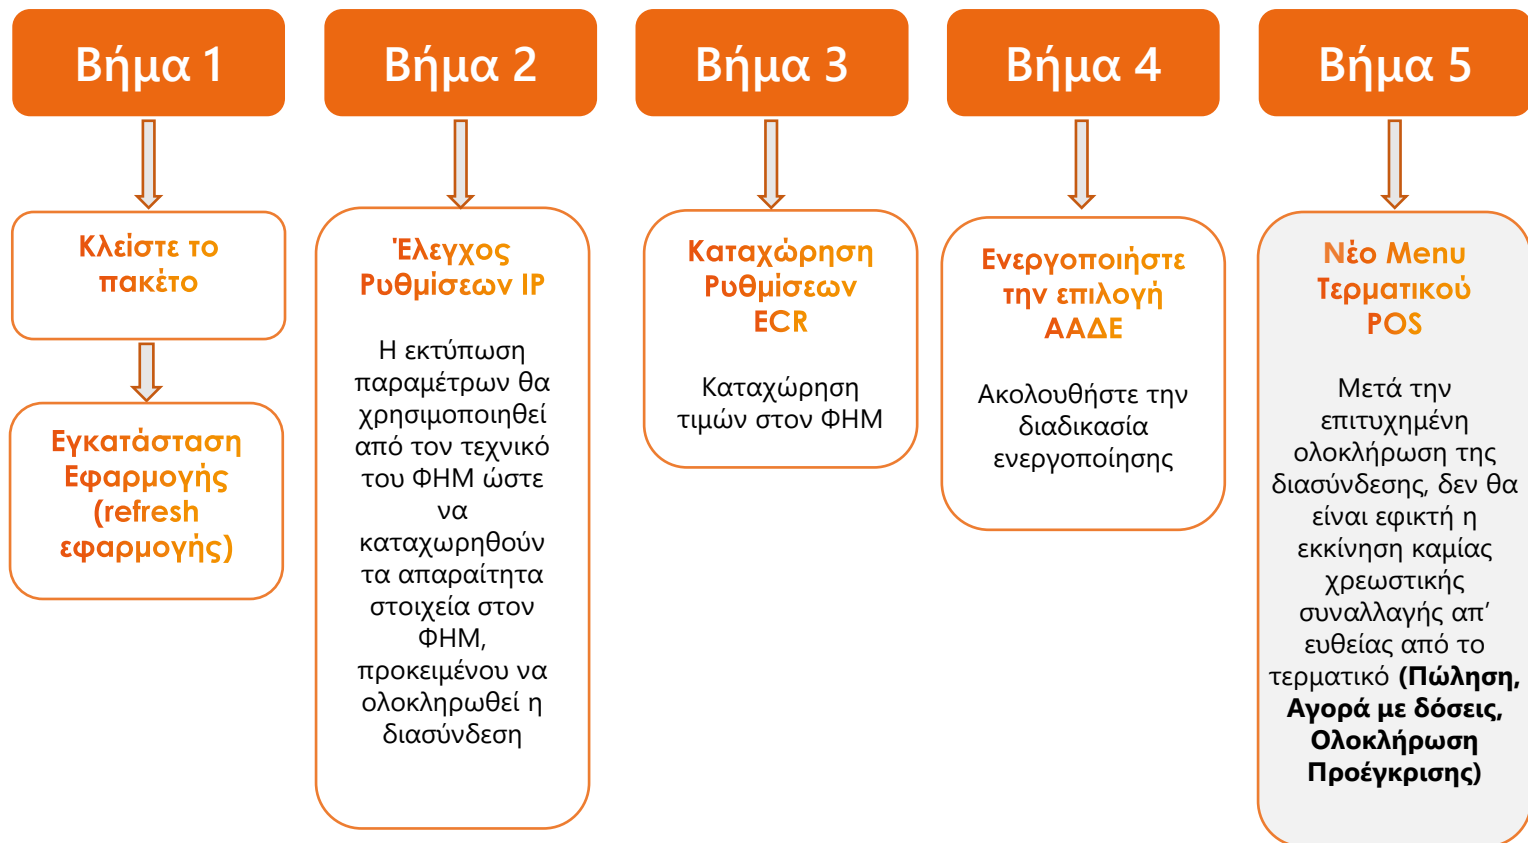 Βήμα 1
Κλείστε το
πακέτο
Εγκατάσταση
Εφαρμογής
(refresh
εφαρμογής)
Βήμα 2
Έλεγχος
Ρυθμίσεων IP
Η εκτύπωση
παραμέτρων θα
χρησιμοποιηθεί
από τον τεχνικό
του ΦΗΜ ώστε
να
καταχωρηθούν
τα απαραίτητα
στοιχεία στον
ΦΗΜ,
προκειμένου να
ολοκληρωθεί η
διασύνδεση
Βήμα 3
Καταχώρηση
Ρυθμίσεων
ECR
Καταχώρηση
τιμών στον ΦΗΜ
Βήμα 4
Ενεργοποιήστε
την επιλογή
ΑΑΔΕ
Ακολουθήστε την
διαδικασία
ενεργοποίησης
Βήμα 5
Νέο Menu
Τερματικού
POS
Μετά την
επιτυχημένη
ολοκλήρωση της
διασύνδεσης, δεν θα
είναι εφικτή η
εκκίνηση καμίας
χρεωστικής
συναλλαγής απ’
ευθείας από το
τερματικό (Πώληση,
Αγορά με δόσεις,
Ολοκλήρωση
Προέγκρισης)